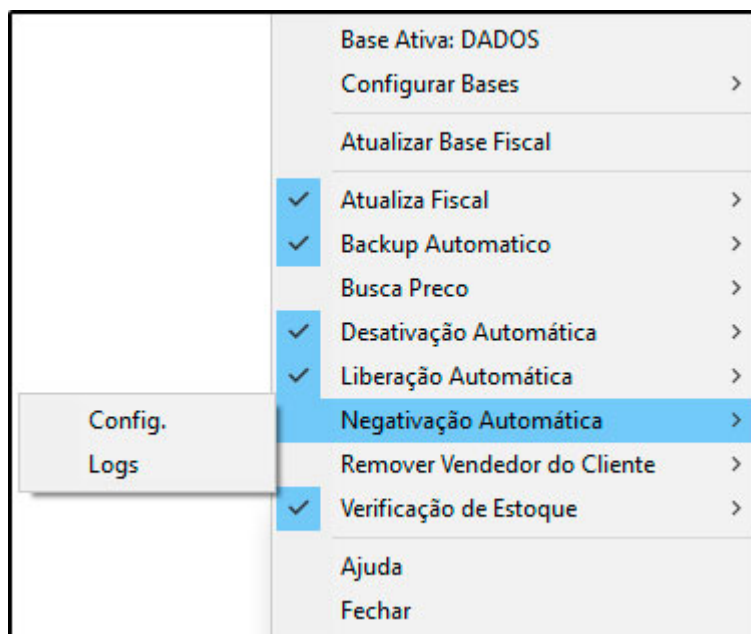 Base Ativa: DADOS
Configurar Bases
Atualizar Base Fiscal
Atualiza Fiscal
Backup Automatico
Busca Preco
Desativação Automática
Liberação Automática
Negativação Automática
Config.
Logs
Remover Vendedor do Cliente
Verificação de Estoque
Ajuda
Fechar